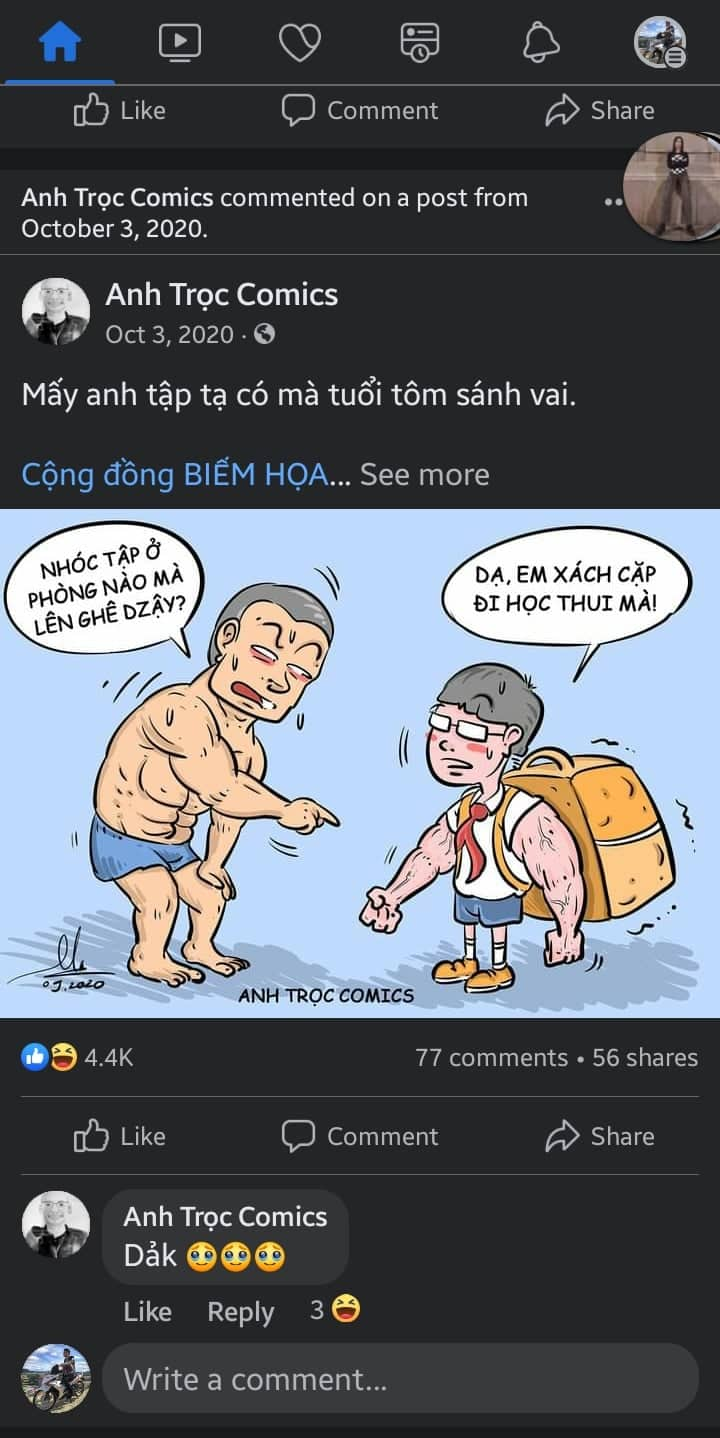 Like Comment Share
Anh Trọc Comics commented on a post from
October 3, 2020.
Anh Trọc Comics
Oct 3, 2020 ·
Mấy anh tập tạ có mà tuổi tôm sánh vai.
Cộng đồng BIẾM HỌA... See more
NHÓC TẬP Ở
PHÒNG NÀO MÀ
LÊN GHÊ DZẬY?
DẠ, EM XÁCH CẶP
ĐI HỌC THUI MÀ!
ANH TRỌC COMICS
4.4K 77 comments • 56 shares
Like Comment Share
Anh Trọc Comics
Dảk 🥹🥹🥹
Like Reply 3
Write a comment...